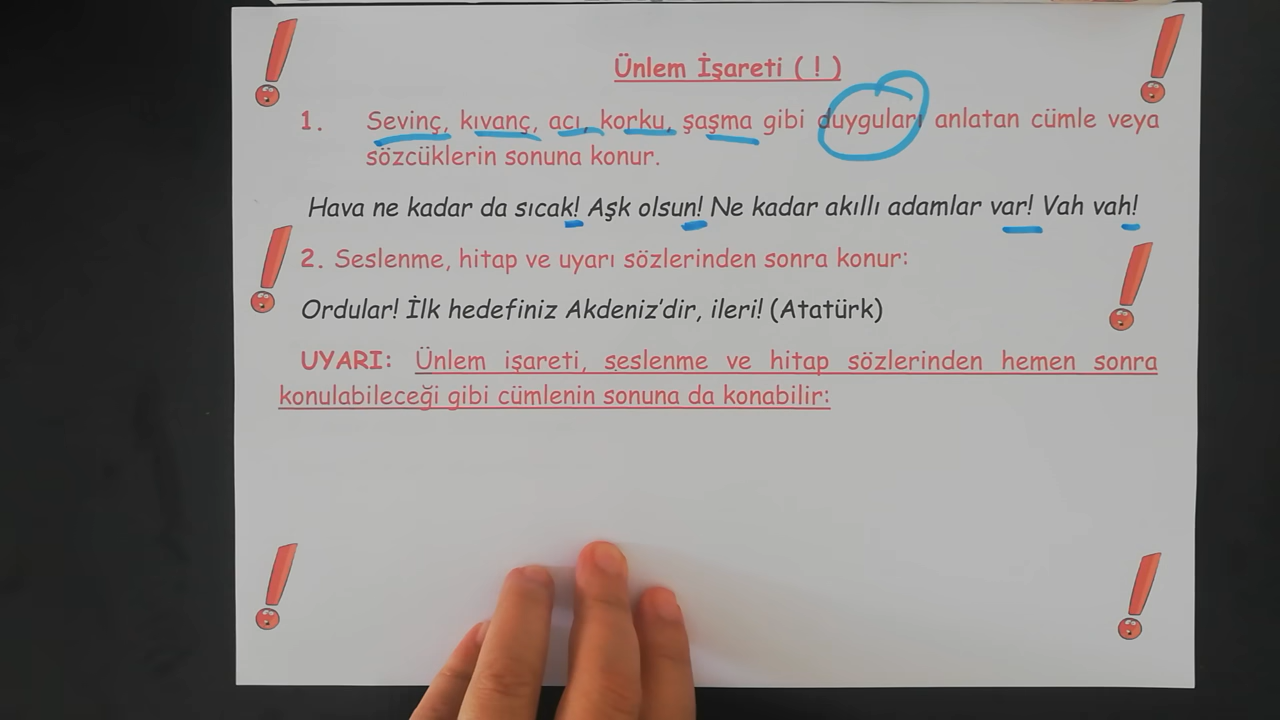 Ünlem İşareti ( ! )
1. Sevinç, kıvanç, acı, korku, şaşma gibi duyguları anlatan cümle veya
sözcüklerin sonuna konur.
Hava ne kadar da sıcak! Aşk olsun! Ne kadar akıllı adamlar var! Vah vah!
2. Seslenme, hitap ve uyarı sözlerinden sonra konur:
Ordular! İlk hedefiniz Akdeniz’dir, ileri! (Atatürk)
UYARI: Ünlem işareti, seslenme ve hitap sözlerinden hemen sonra
konulabileceği gibi cümlenin sonuna da konabilir: